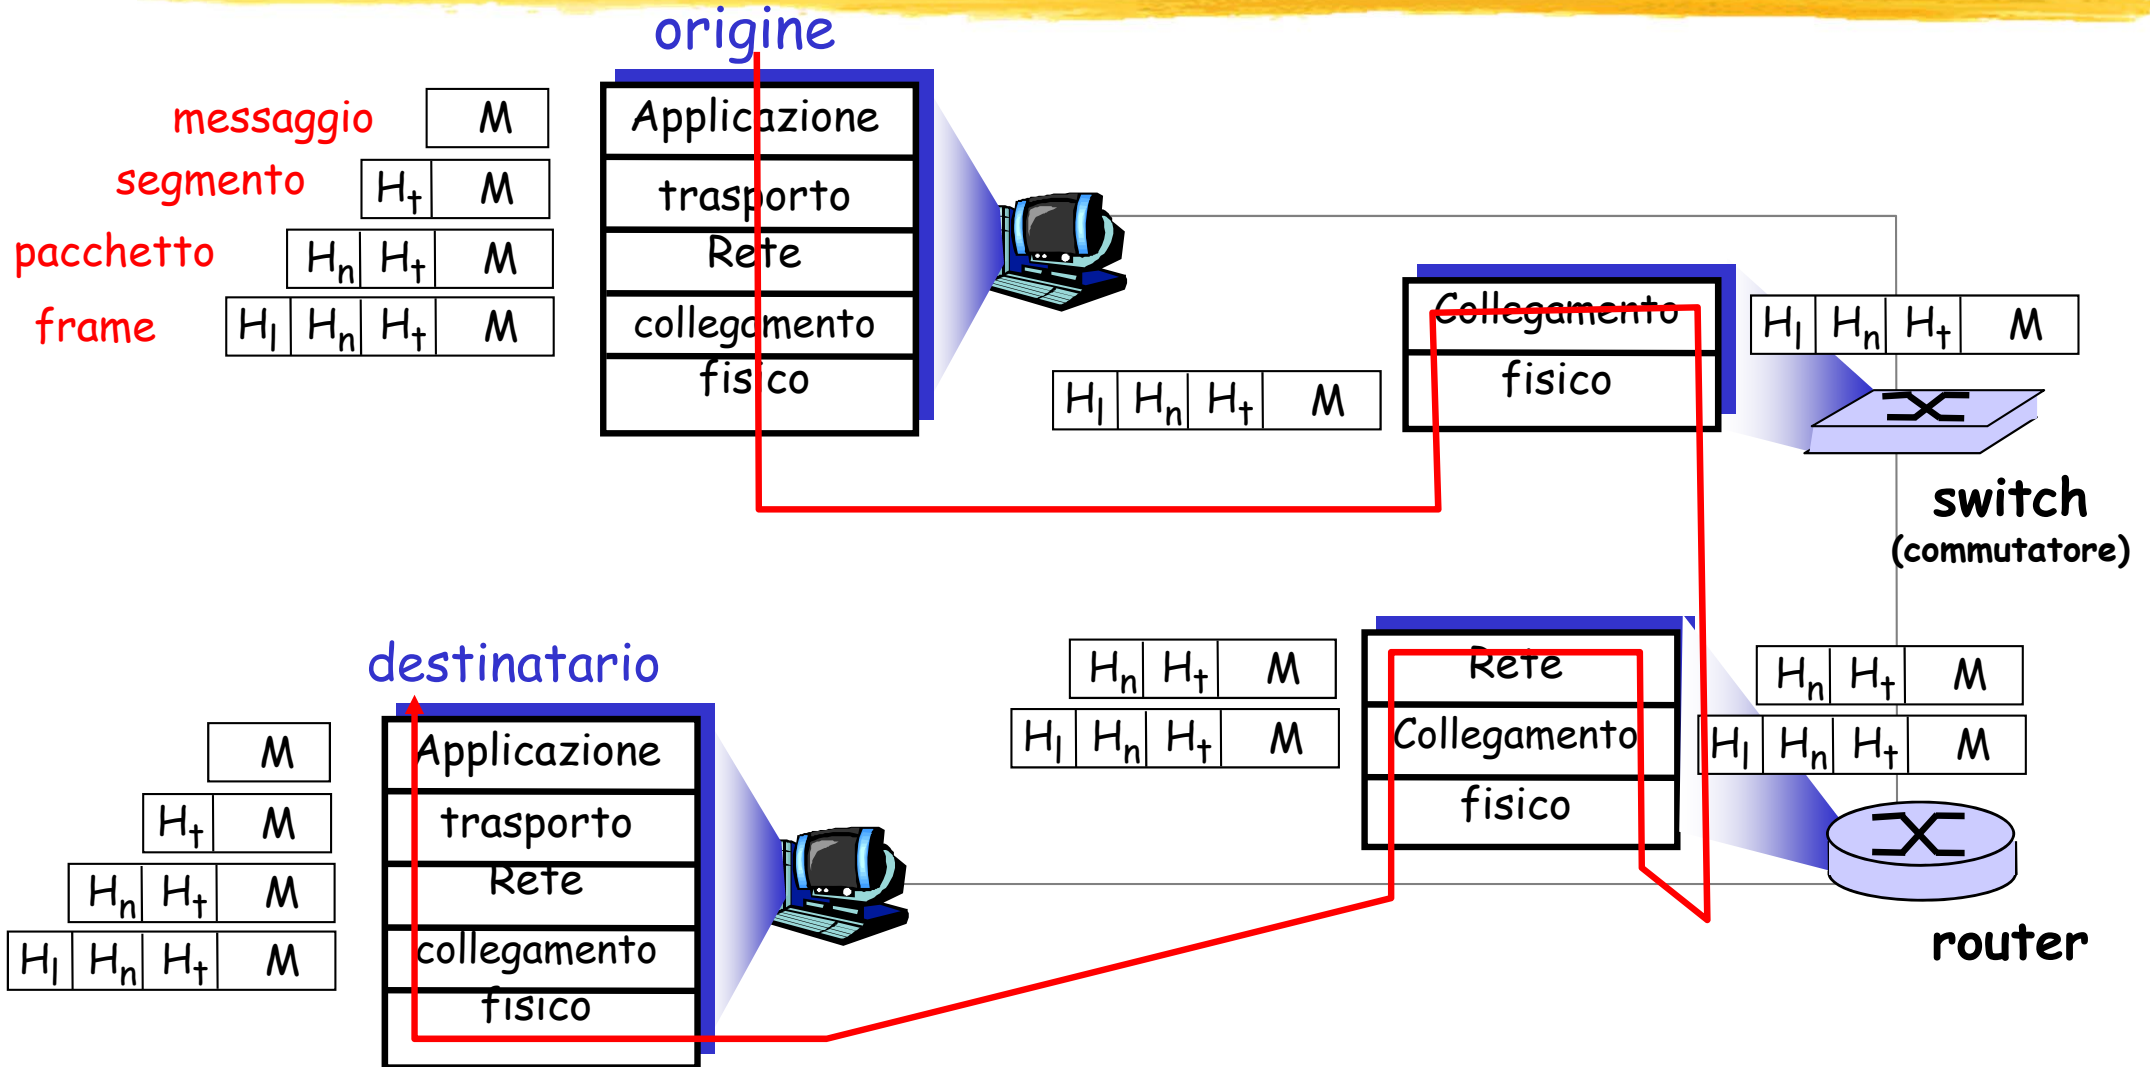 origine
messaggio M
segmento Ht M
pacchetto Hn Ht M
frame Hl Hn Ht M
Applicazione
trasporto
Rete
collegamento
fisico
Collegamento
fisico
Hl Hn Ht M
Hl Hn Ht M
switch
(commutatore)
destinatario
M
Ht M
Hn Ht M
Hl Hn Ht M
Applicazione
trasporto
Rete
collegamento
fisico
Hn Ht M
Hl Hn Ht M
Rete
Collegamento
fisico
Hn Ht M
Hl Hn Ht M
router